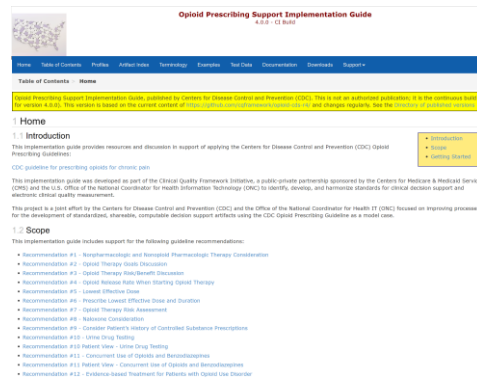 Opioid Prescribing Support Implementation Guide
4.0.0 - CI Build
Home Table of Contents Profiles Artifact Index Terminology Examples Test Data Documentation Downloads Support
Table of Contents Home
Opioid Prescribing Support Implementation Guide, published by Centers for Disease Control and Prevention (CDC). This is not an authorized publication; it is the continuous build
for version 4.0.0). This version is based on the current content of https://github.com/cqframework/opioid-cds-r4/ and changes regularly. See the Directory of published versions
1 Home
1.1 Introduction
This implementation guide provides resources and discussion in support of applying the Centers for Disease Control and Prevention (CDC) Opioid
Prescribing Guidelines:
• Introduction
• Scope
• Getting Started
CDC guideline for prescribing opioids for chronic pain
This implementation guide was developed as part of the Clinical Quality Framework Initiative, a public-private partnership sponsored by the Centers for Medicare & Medicaid Servic
(CMS) and the U.S. Office of the National Coordinator for Health Information Technology (ONC) to identify, develop, and harmonize standards for clinical decision support and
electronic clinical quality measurement.
This project is a joint effort by the Centers for Disease Control and Prevention (CDC) and the Office of the National Coordinator for Health IT (ONC) focused on improving processe
for the development of standardized, shareable, computable decision support artifacts using the CDC Opioid Prescribing Guideline as a model case.
1.2 Scope
This implementation guide includes support for the following guideline recommendations:
• Recommendation #1 - Nonpharmacologic and Nonopioid Pharmacologic Therapy Consideration
• Recommendation #2 - Opioid Therapy Goals Discussion
• Recommendation #3 - Opioid Therapy Risk/Benefit Discussion
• Recommendation #4 - Opioid Release Rate When Starting Opioid Therapy
• Recommendation #5 - Lowest Effective Dose
• Recommendation #6 - Prescribe Lowest Effective Dose and Duration
• Recommendation #7 - Opioid Therapy Risk Assessment
• Recommendation #8 - Naloxone Consideration
• Recommendation #9 - Consider Patient's History of Controlled Substance Prescriptions
• Recommendation #10 - Urine Drug Testing
• Recommendation #10 Patient View - Urine Drug Testing
• Recommendation #11 - Concurrent Use of Opioids and Benzodiazepines
• Recommendation #11 Patient View - Concurrent Use of Opioids and Benzodiazepines
• Recommendation #12 - Evidence-based Treatment for Patients with Opioid Use Disorder